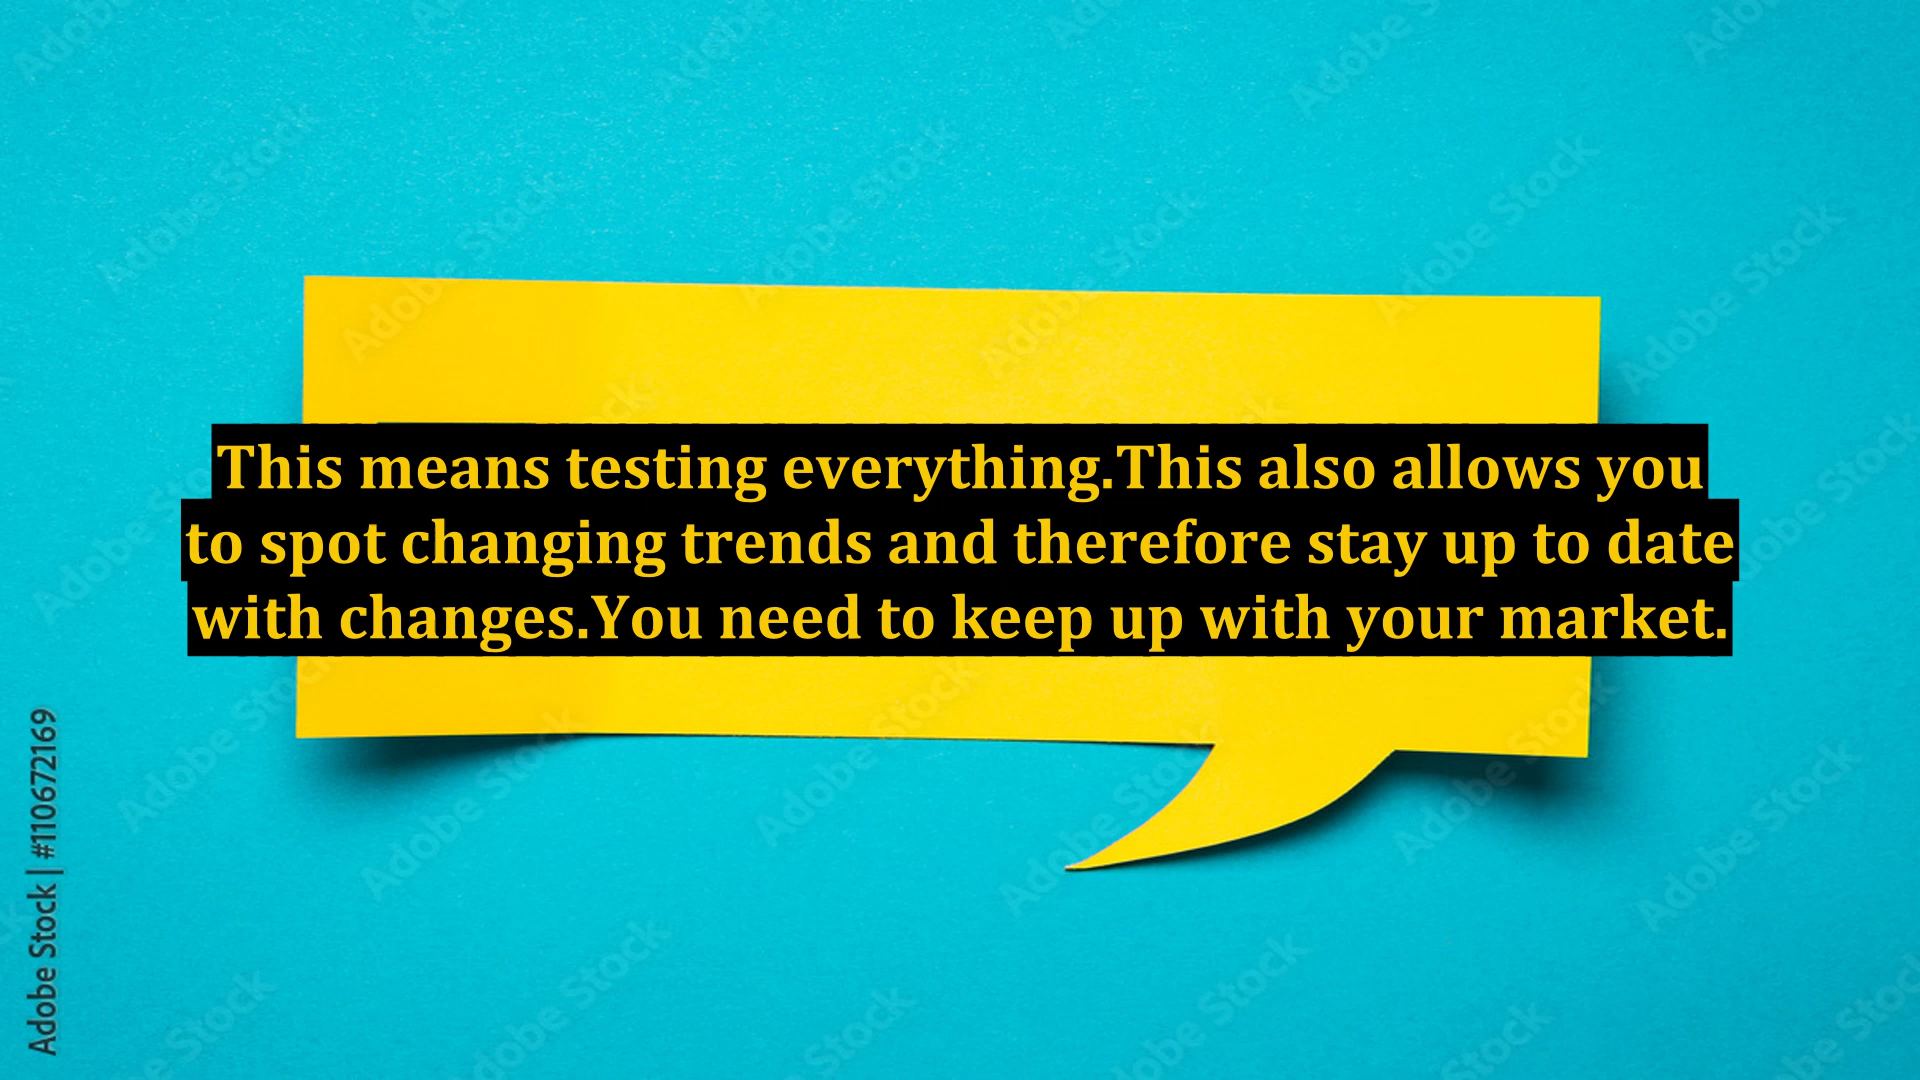 This means testing everything.This also allows you
to spot changing trends and therefore stay up to date
with changes.You need to keep up with your market.
Adobe Stock | #110672169